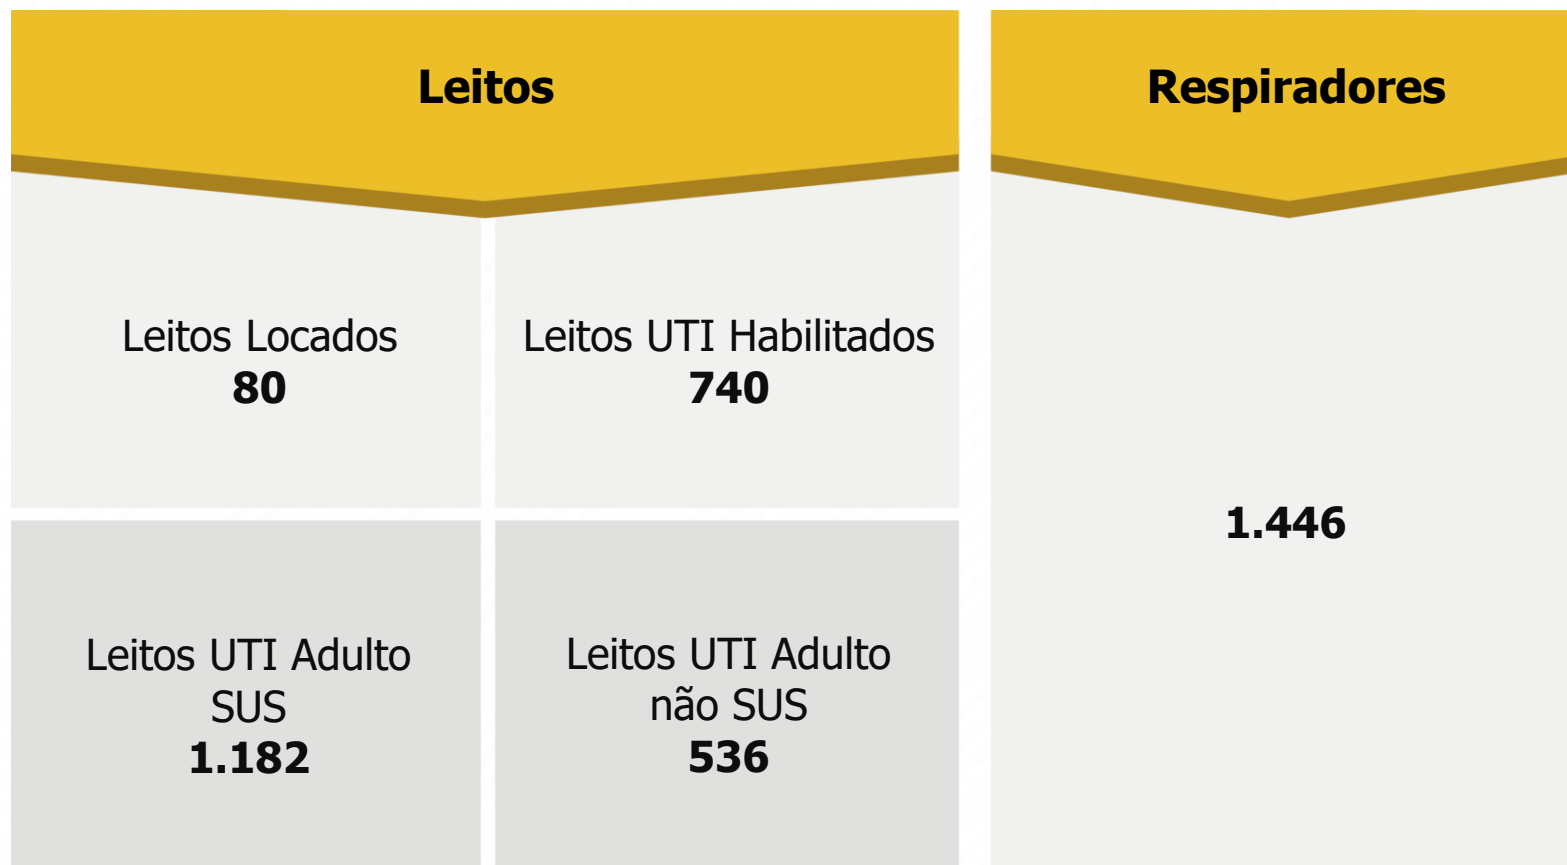 Leitos
Leitos Locados
80
Leitos UTI Habilitados
740
Leitos UTI Adulto
SUS
1.182
Leitos UTI Adulto
não SUS
536
Respiradores
1.446